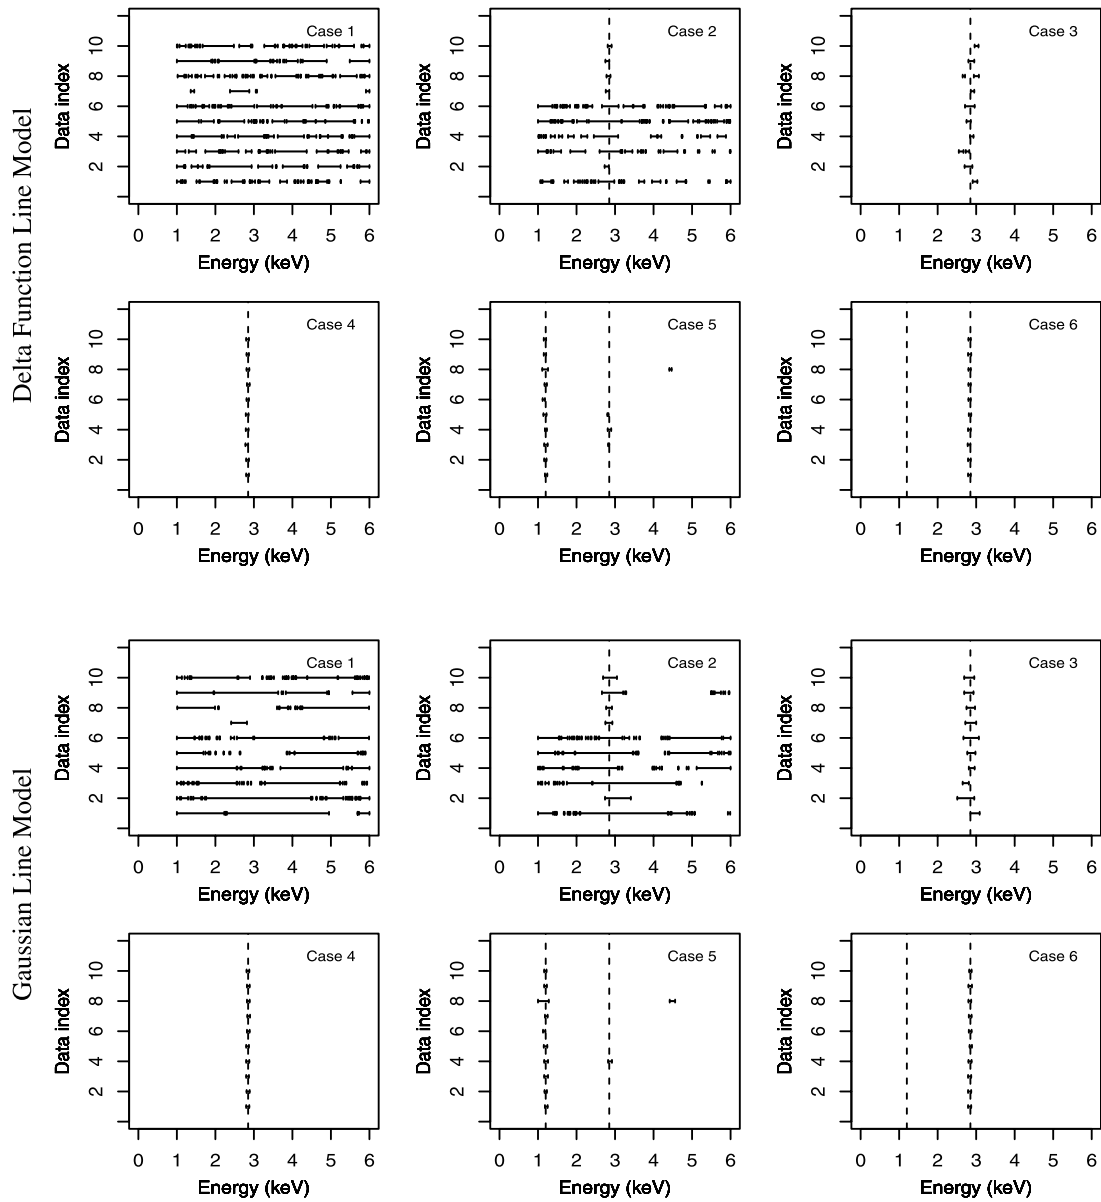 Delta Function Line Model
Case 1
Data index
2 4 6 8 10
0 1 2 3 4 5 6
Energy (keV)
Case 2
Data index
2 4 6 8 10
0 1 2 3 4 5 6
Energy (keV)
Case 3
Data index
2 4 6 8 10
0 1 2 3 4 5 6
Energy (keV)
Case 4
Data index
2 4 6 8 10
0 1 2 3 4 5 6
Energy (keV)
Case 5
Data index
2 4 6 8 10
0 1 2 3 4 5 6
Energy (keV)
Case 6
Data index
2 4 6 8 10
0 1 2 3 4 5 6
Energy (keV)
Gaussian Line Model
Case 1
Data index
2 4 6 8 10
0 1 2 3 4 5 6
Energy (keV)
Case 2
Data index
2 4 6 8 10
0 1 2 3 4 5 6
Energy (keV)
Case 3
Data index
2 4 6 8 10
0 1 2 3 4 5 6
Energy (keV)
Case 4
Data index
2 4 6 8 10
0 1 2 3 4 5 6
Energy (keV)
Case 5
Data index
2 4 6 8 10
0 1 2 3 4 5 6
Energy (keV)
Case 6
Data index
2 4 6 8 10
0 1 2 3 4 5 6
Energy (keV)